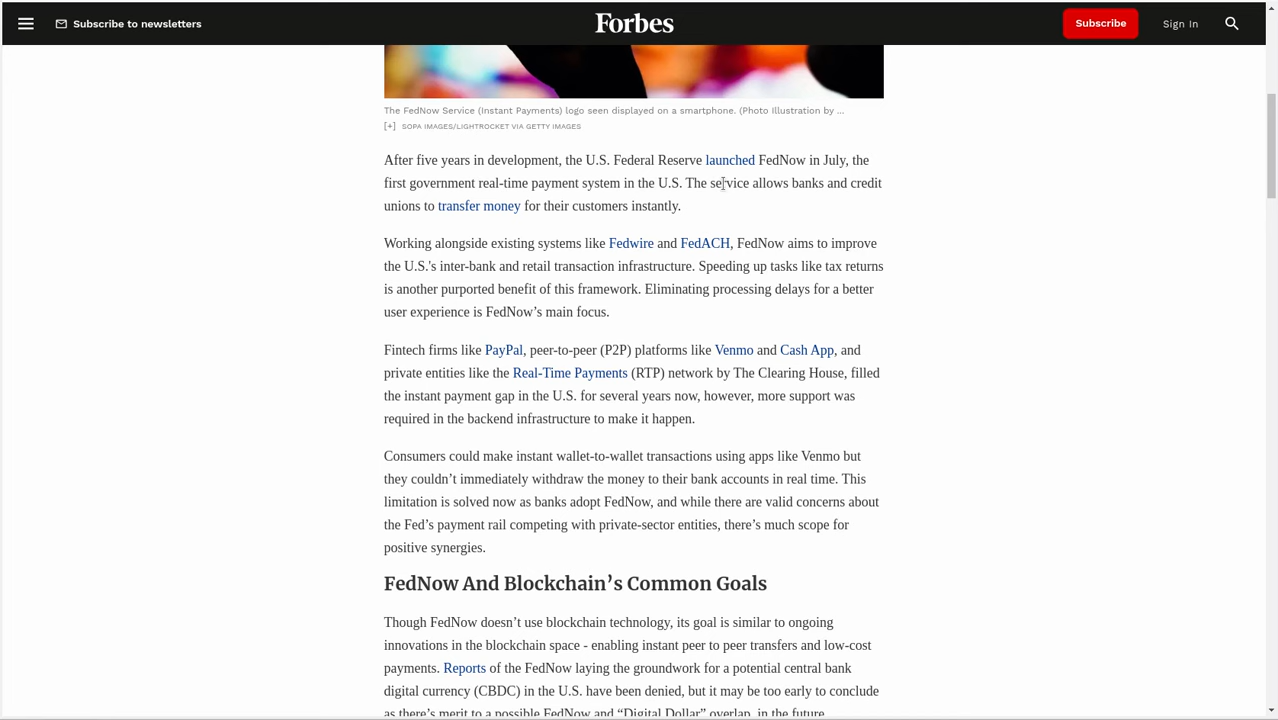 Subscribe to newsletters
Forbes
Subscribe
Sign In
The FedNow Service (Instant Payments) logo seen displayed on a smartphone. (Photo Illustration by ...
[+] SOPA IMAGES/LIGHTROCKET VIA GETTY IMAGES
After five years in development, the U.S. Federal Reserve launched FedNow in July, the
first government real-time payment system in the U.S. The service allows banks and credit
unions to transfer money for their customers instantly.
Working alongside existing systems like Fedwire and FedACH, FedNow aims to improve
the U.S.'s inter-bank and retail transaction infrastructure. Speeding up tasks like tax returns
is another purported benefit of this framework. Eliminating processing delays for a better
user experience is FedNow’s main focus.
Fintech firms like PayPal, peer-to-peer (P2P) platforms like Venmo and Cash App, and
private entities like the Real-Time Payments (RTP) network by The Clearing House, filled
the instant payment gap in the U.S. for several years now, however, more support was
required in the backend infrastructure to make it happen.
Consumers could make instant wallet-to-wallet transactions using apps like Venmo but
they couldn’t immediately withdraw the money to their bank accounts in real time. This
limitation is solved now as banks adopt FedNow, and while there are valid concerns about
the Fed’s payment rail competing with private-sector entities, there’s much scope for
positive synergies.
FedNow And Blockchain’s Common Goals
Though FedNow doesn’t use blockchain technology, its goal is similar to ongoing
innovations in the blockchain space - enabling instant peer to peer transfers and low-cost
payments. Reports of the FedNow laying the groundwork for a potential central bank
digital currency (CBDC) in the U.S. have been denied, but it may be too early to conclude
as there’s merit to a possible FedNow and “Digital Dollar” overlap, in the future.